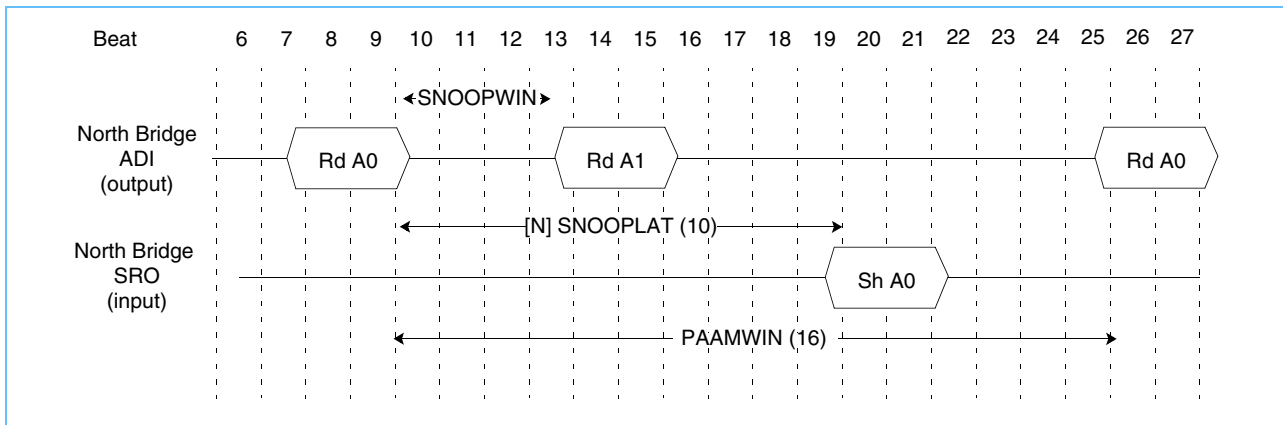 Beat 6 7 8 9 10 11 12 13 14 15 16 17 18 19 20 21 22 23 24 25 26 27
SNOOPWIN
North Bridge
ADI
(output)
Rd A0 Rd A1 Rd A0
[N] SNOOPLAT (10)
North Bridge
SRO
(input)
Sh A0
PAAMWIN (16)